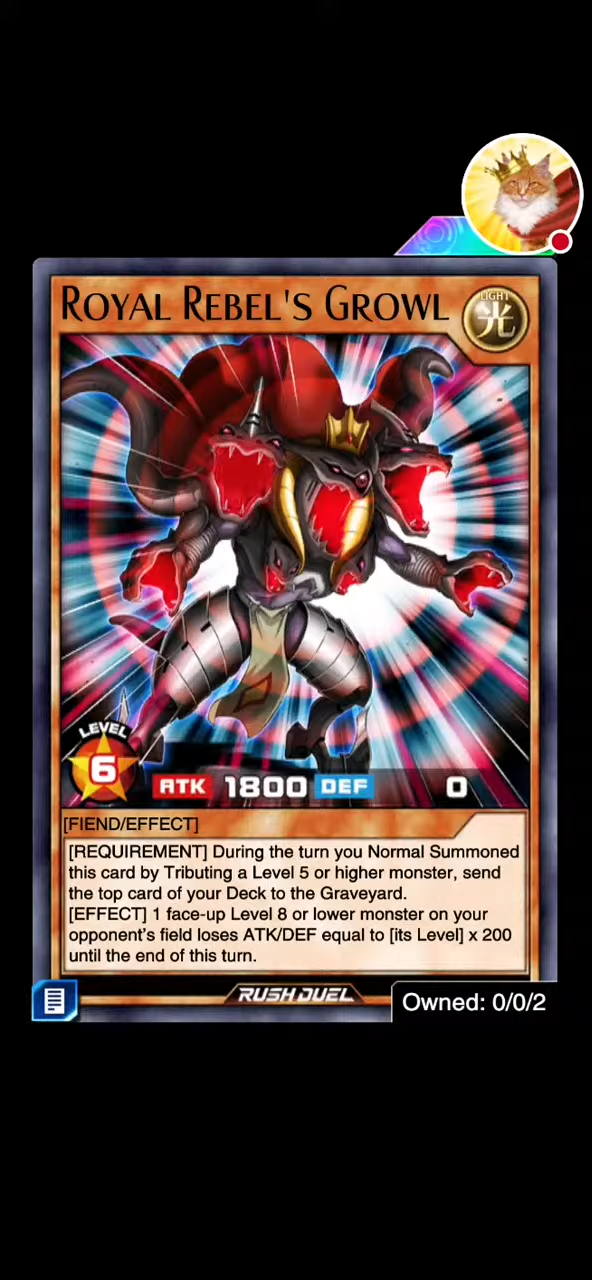 ROYAL REBEL'S GROWL
LIGHT
光
LEVEL
6
ATK 1800 DEF 0
[FIEND/EFFECT]
[REQUIREMENT] During the turn you Normal Summoned
this card by Tributing a Level 5 or higher monster, send
the top card of your Deck to the Graveyard.
[EFFECT] 1 face-up Level 8 or lower monster on your
opponent's field loses ATK/DEF equal to [its Level] x 200
until the end of this turn.
RUSH DUEL
Owned: 0/0/2